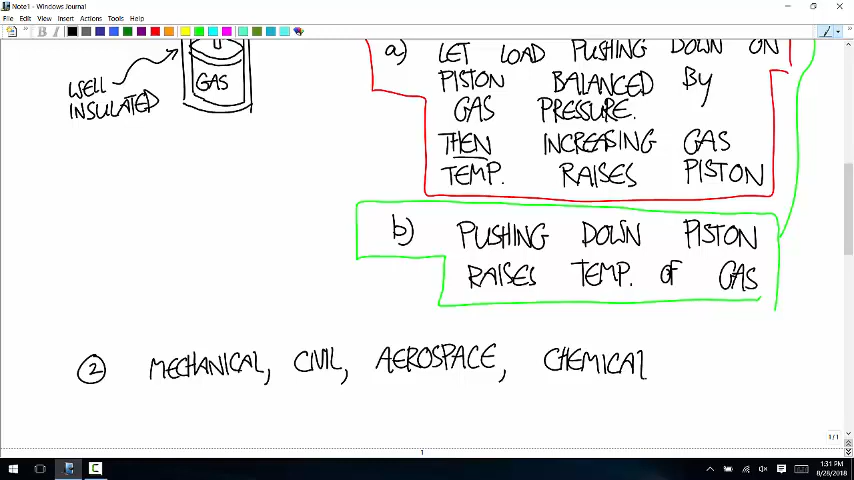 Note1 - Windows Journal
File Edit View Insert Actions Tools Help
B I
a) LET LOAD PUSHING DOWN ON
PISTON BALANCED BY
GAS PRESSURE.
THEN INCREASING GAS
TEMP. RAISES PISTON
WELL
INSULATED
GAS
b) PUSHING DOWN PISTON
RAISES TEMP. OF GAS
② MECHANICAL, CIVIL, AEROSPACE, CHEMICAL
1/1
1
1:31 PM
8/28/2018